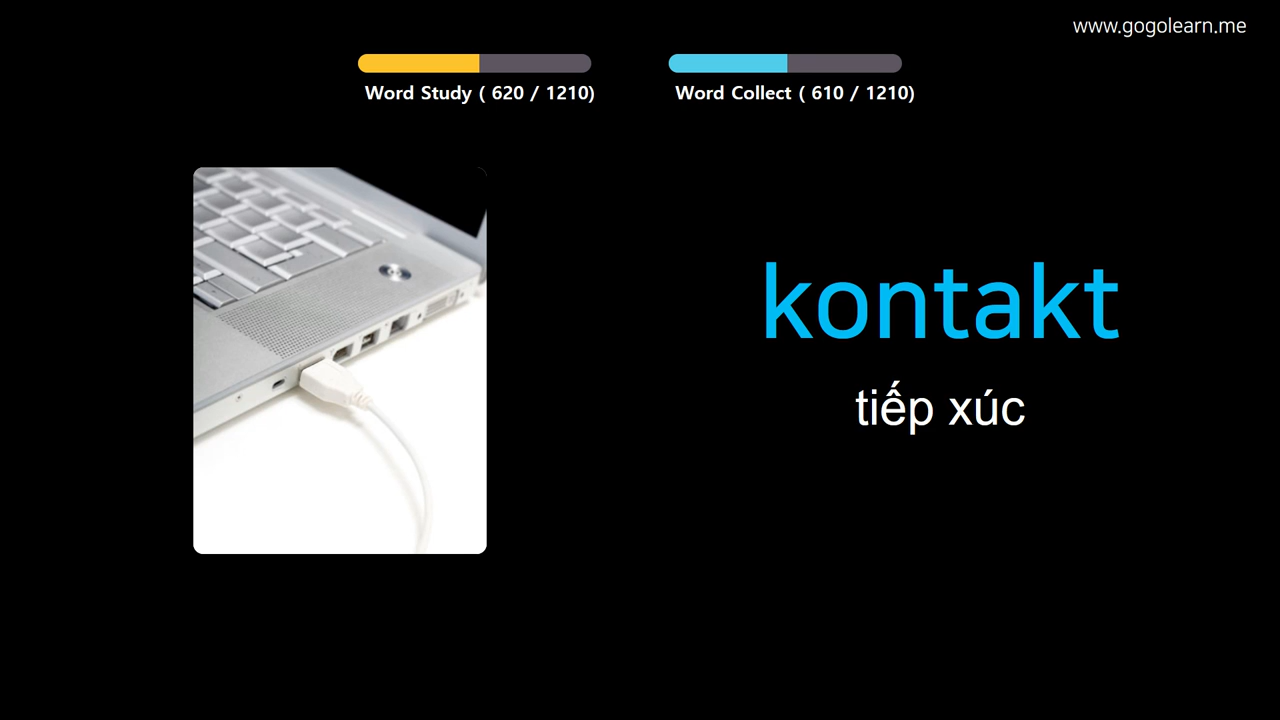 www.gogolearn.me
Word Study ( 620 / 1210)
Word Collect ( 610 / 1210)
kontakt
tiếp xúc